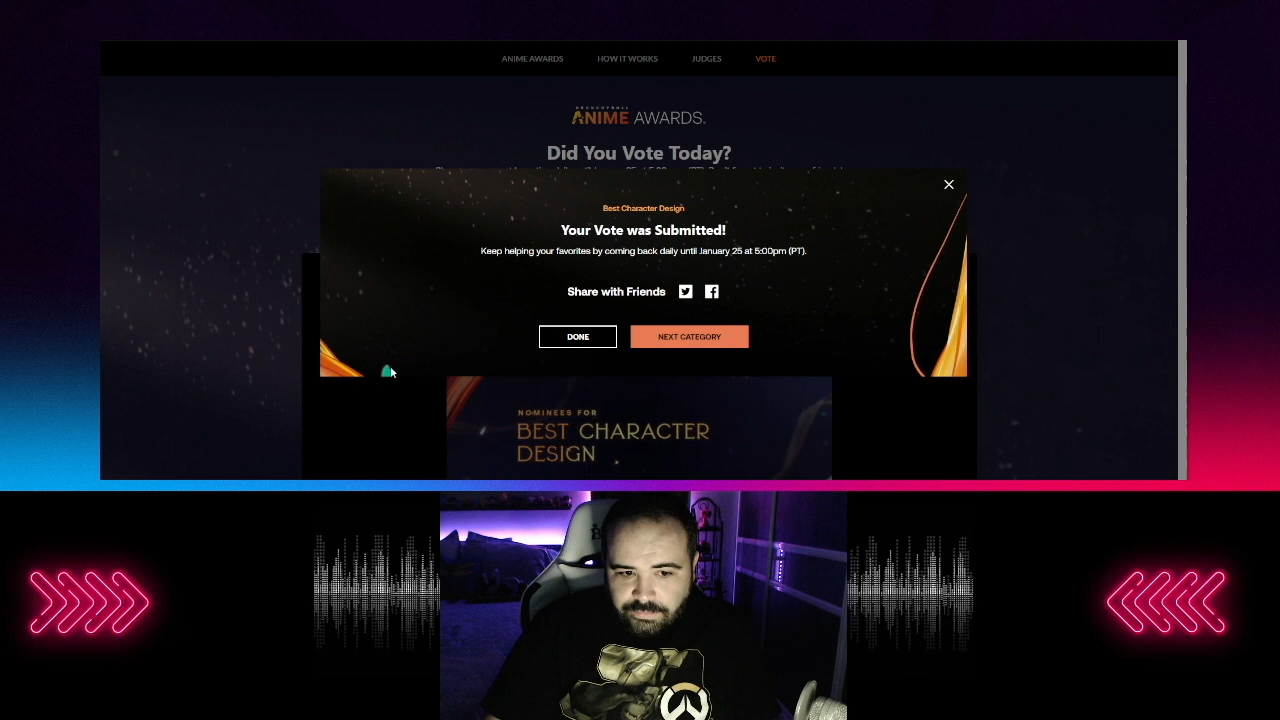 ANIME AWARDS HOW IT WORKS JUDGES VOTE
CRUNCHYROLL
ANIME AWARDS.
Did You Vote Today?
Best Character Design
Your Vote was Submitted!
Keep helping your favorites by coming back daily until January 25 at 5:00pm (PT).
Share with Friends
DONE NEXT CATEGORY
NOMINEES FOR
BEST CHARACTER
DESIGN